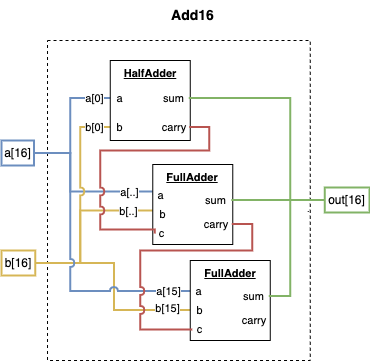 Add16
HalfAdder
a[0] a sum
b[0] b carry
a[16]
FullAdder
a[..] a
b[..] b sum
out[16]
c carry
b[16]
FullAdder
a[15] a
sum
b[15] b
carry
c